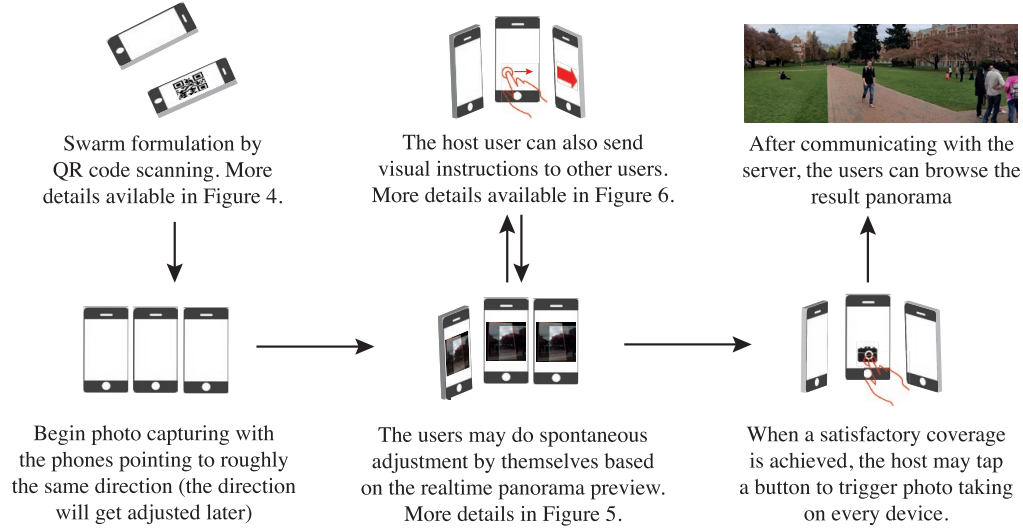 Swarm formulation by
QR code scanning. More
details avilable in Figure 4.
The host user can also send
visual instructions to other users.
More details available in Figure 6.
After communicating with the
server, the users can browse the
result panorama
Begin photo capturing with
the phones pointing to roughly
the same direction (the direction
will get adjusted later)
The users may do spontaneous
adjustment by themselves based
on the realtime panorama preview.
More details in Figure 5.
When a satisfactory coverage
is achieved, the host may tap
a button to trigger photo taking
on every device.